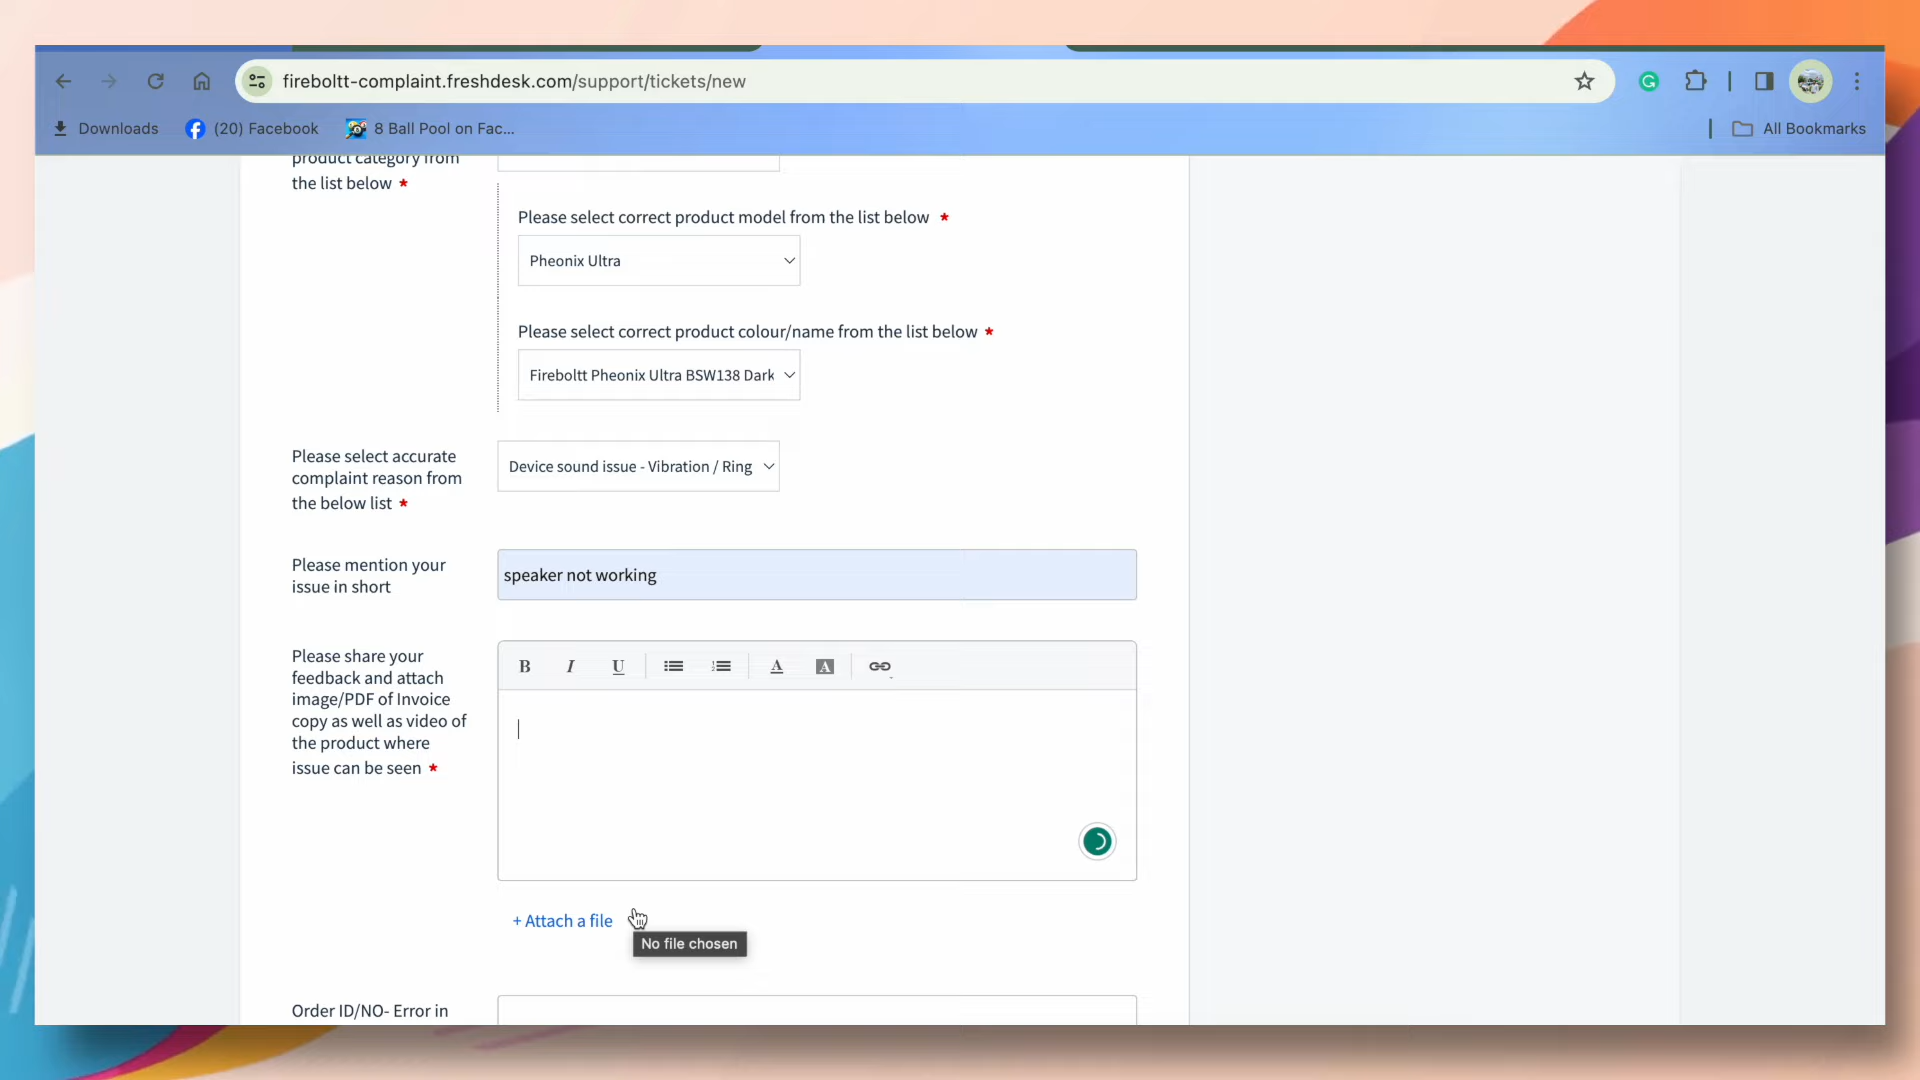 fireboltt-complaint.freshdesk.com/support/tickets/new
Downloads
(20) Facebook
8 Ball Pool on Fac...
All Bookmarks
product category from
the list below *
Please select correct product model from the list below *
Pheonix Ultra
Please select correct product colour/name from the list below *
Fireboltt Pheonix Ultra BSW138 Dark
Please select accurate
complaint reason from
the below list *
Device sound issue - Vibration / Ring
Please mention your
issue in short
speaker not working
Please share your
feedback and attach
image/PDF of Invoice
copy as well as video of
the product where
issue can be seen *
B I U A A
+ Attach a file
No file chosen
Order ID/NO- Error in